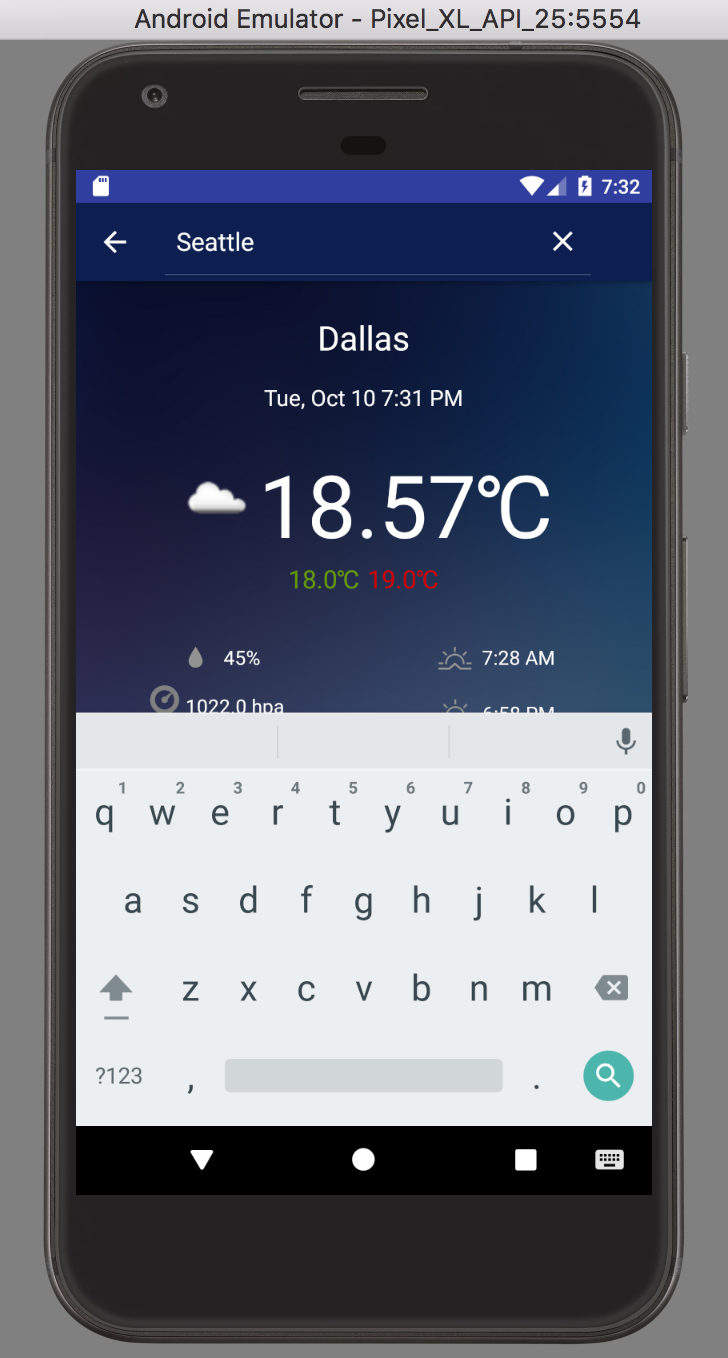 Android Emulator - Pixel_XL_API_25:5554
7:32
Seattle
Dallas
Tue, Oct 10 7:31 PM
18.57℃
18.0℃ 19.0℃
45%
7:28 AM
1022.0 hpa
6:58 PM
1 2 3 4 5 6 7 8 9 0
q w e r t y u i o p
a s d f g h j k l
z x c v b n m
?123 , .